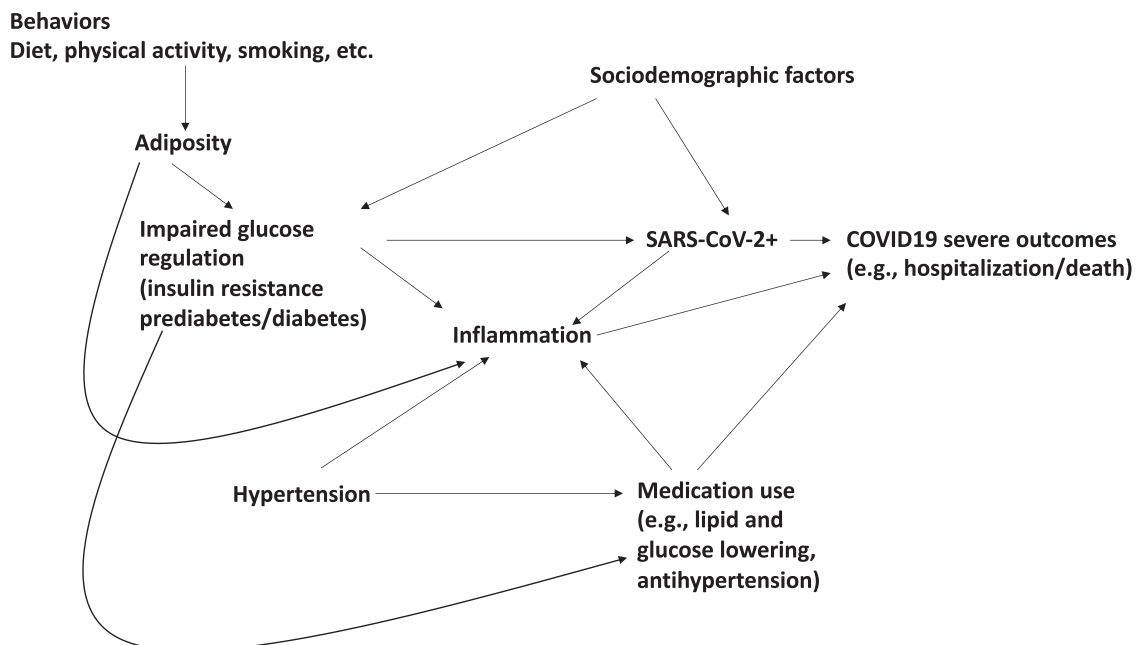 Behaviors
Diet, physical activity, smoking, etc.
Sociodemographic factors
Adiposity
Impaired glucose
regulation
(insulin resistance
prediabetes/diabetes)
SARS-CoV-2+
COVID19 severe outcomes
(e.g., hospitalization/death)
Inflammation
Hypertension
Medication use
(e.g., lipid and
glucose lowering,
antihypertension)